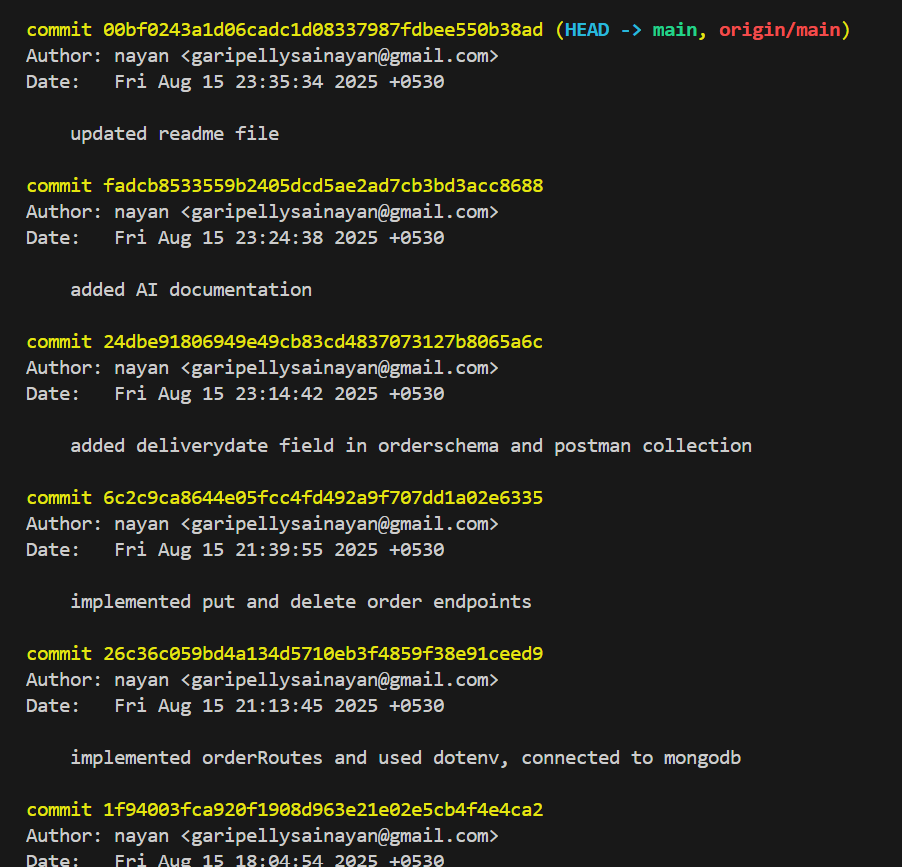 commit 00bf0243a1d06cadc1d08337987fdbee550b38ad (HEAD -> main, origin/main)
Author: nayan <garipellysainayan@gmail.com>
Date:   Fri Aug 15 23:35:34 2025 +0530
    updated readme file
commit fadcb8533559b2405dcd5ae2ad7cb3bd3acc8688
Author: nayan <garipellysainayan@gmail.com>
Date:   Fri Aug 15 23:24:38 2025 +0530
    added AI documentation
commit 24dbe91806949e49cb83cd4837073127b8065a6c
Author: nayan <garipellysainayan@gmail.com>
Date:   Fri Aug 15 23:14:42 2025 +0530
    added deliverydate field in orderschema and postman collection
commit 6c2c9ca8644e05fcc4fd492a9f707dd1a02e6335
Author: nayan <garipellysainayan@gmail.com>
Date:   Fri Aug 15 21:39:55 2025 +0530
    implemented put and delete order endpoints
commit 26c36c059bd4a134d5710eb3f4859f38e91ceed9
Author: nayan <garipellysainayan@gmail.com>
Date:   Fri Aug 15 21:13:45 2025 +0530
    implemented orderRoutes and used dotenv, connected to mongodb
commit 1f94003fca920f1908d963e21e02e5cb4f4e4ca2
Author: nayan <garipellysainayan@gmail.com>
Date:   Fri Aug 15 18:04:54 2025 +0530